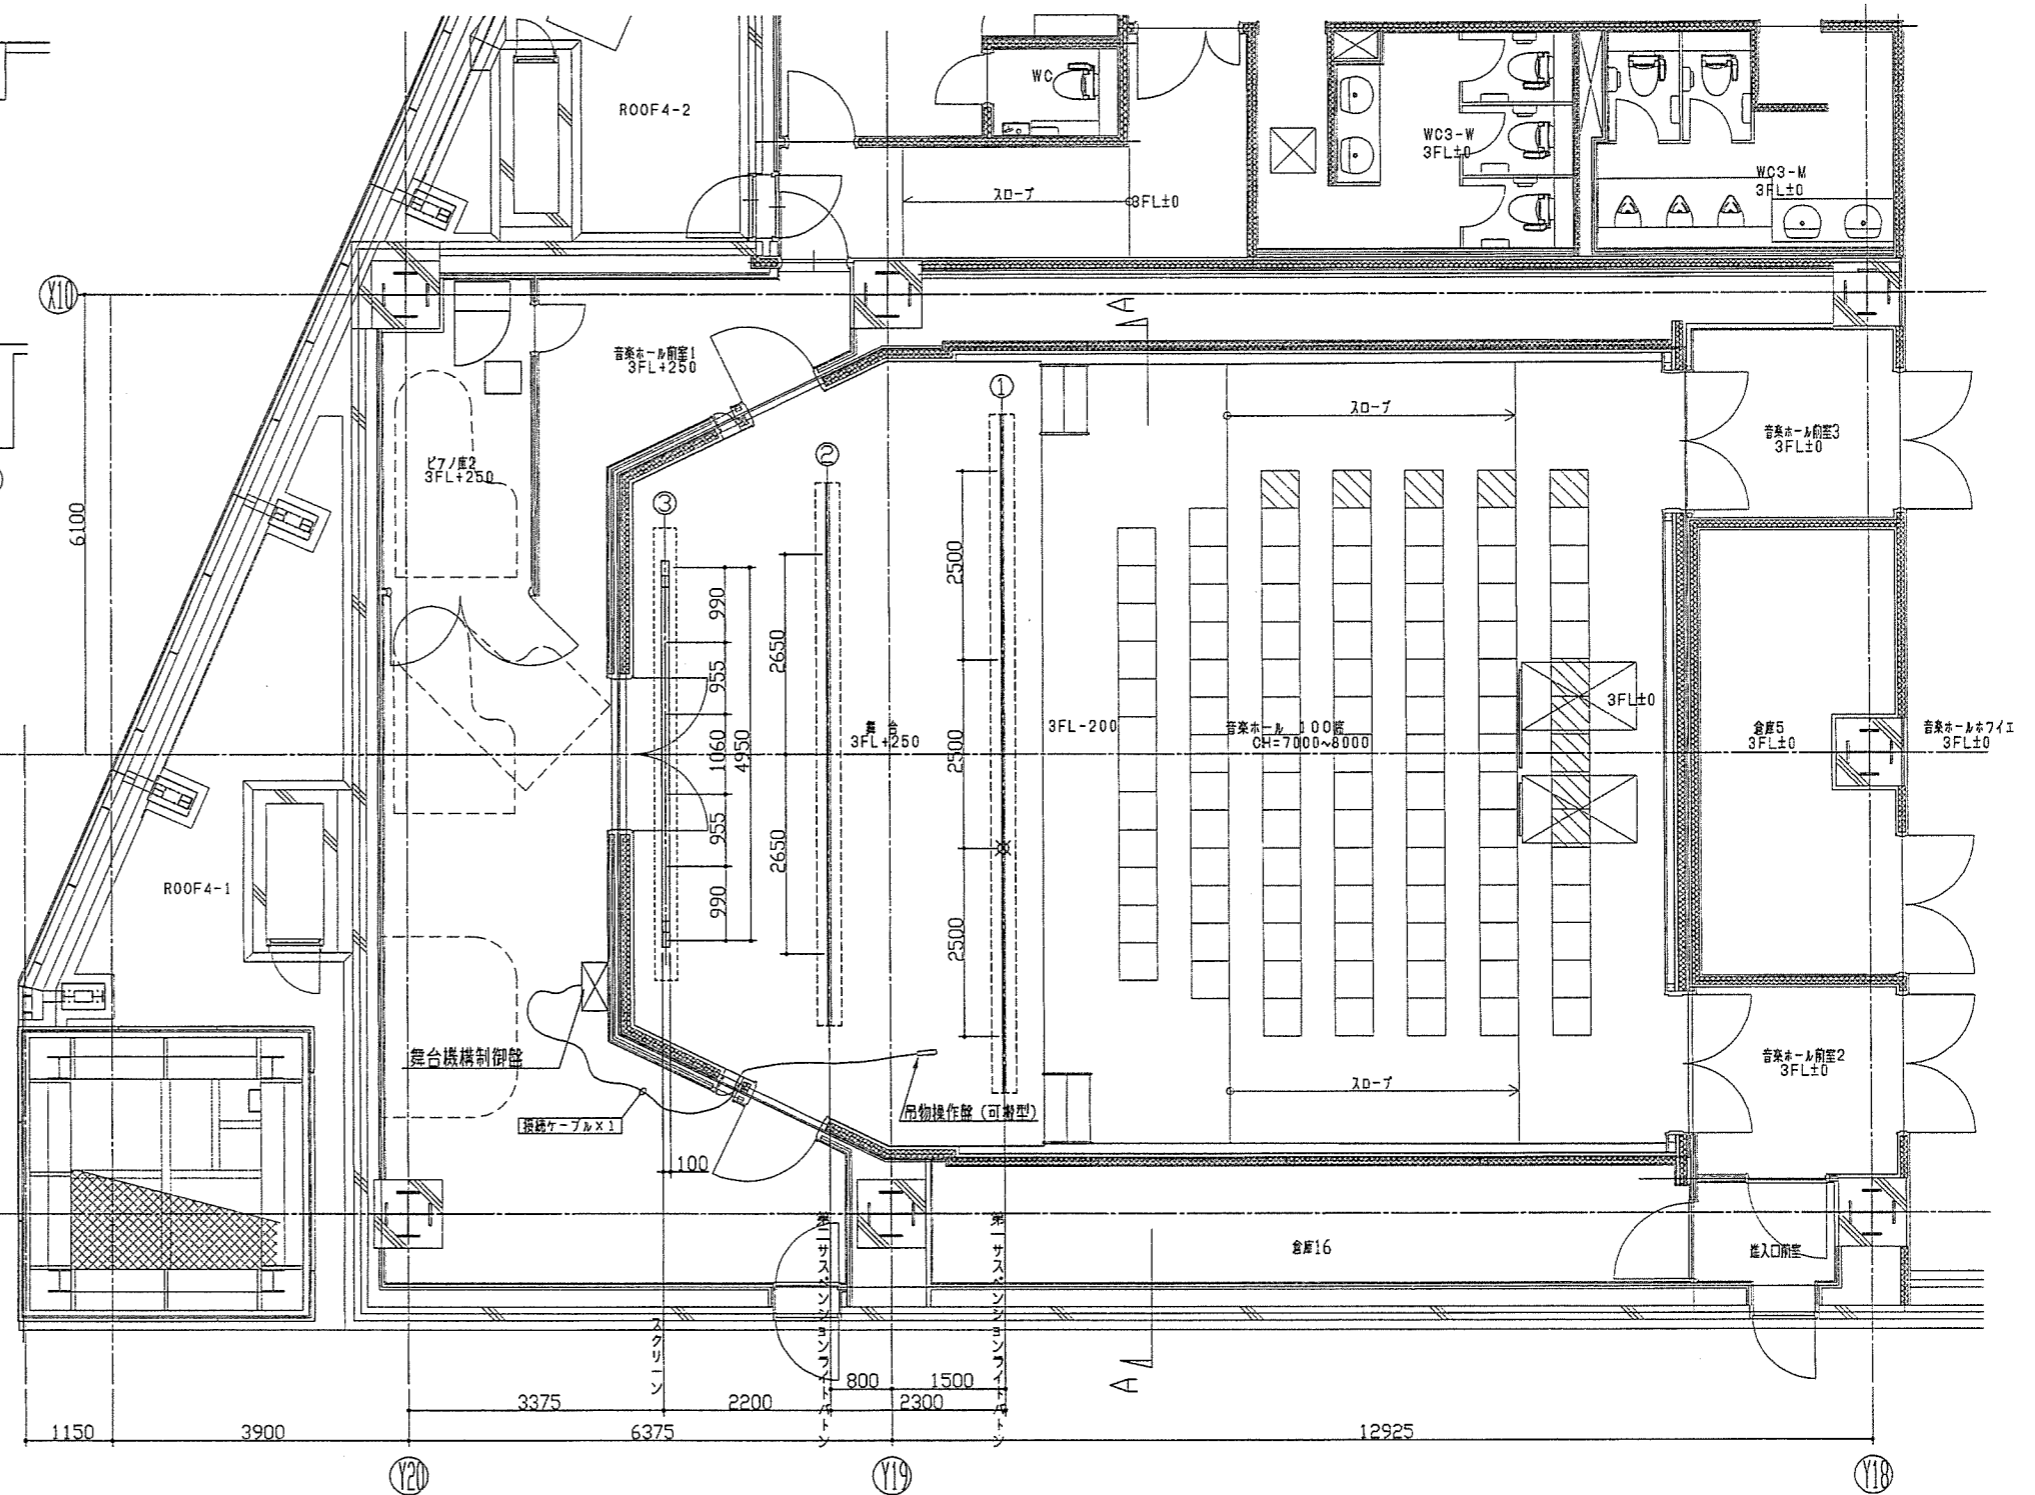 ROOF4-2
WC
WC3-W
3FL±0
WC3-M
3FL±0
スロープ
3FL±0
X10
A
音楽ホール前室1
3FL+250
1
スロープ
音楽ホール前室3
3FL±0
2
ピアノ庫2
3FL+250
3
6100
2500
990
2650
955
3FL±0
舞台
3FL+250
3FL-200
音楽ホール 100席
CH=7000~8000
倉庫5
3FL±0
音楽ホールホワイエ
3FL±0
1060
4950
2500
955
2650
990
2500
ROOF4-1
舞台機構制御盤
音楽ホール前室2
3FL±0
スロープ
吊物操作盤(可搬型)
接続ケーブル×1
100
倉庫16
進入口前室
スクリーン
第二サスペンションライトバトン
第一サスペンションライトバトン
A
800
1500
3375
2200
2300
1150
3900
6375
12925
Y20
Y19
Y18